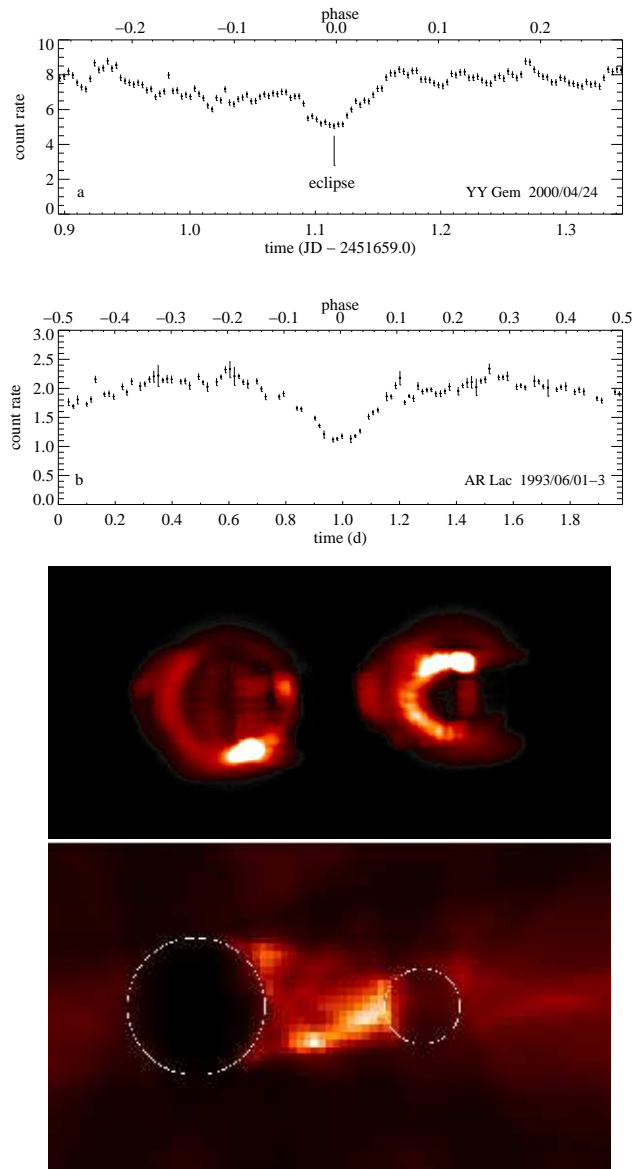 phase
−0.2 −0.1 0.0 0.1 0.2
10
8
6
4
2
0
count rate
eclipse
a
YY Gem 2000/04/24
0.9 1.0 1.1 1.2 1.3
time (JD − 2451659.0)
phase
−0.5 −0.4 −0.3 −0.2 −0.1 0 0.1 0.2 0.3 0.4 0.5
3.0
2.5
2.0
1.5
1.0
0.5
0.0
count rate
b
AR Lac 1993/06/01−3
0 0.2 0.4 0.6 0.8 1.0 1.2 1.4 1.6 1.8
time (d)